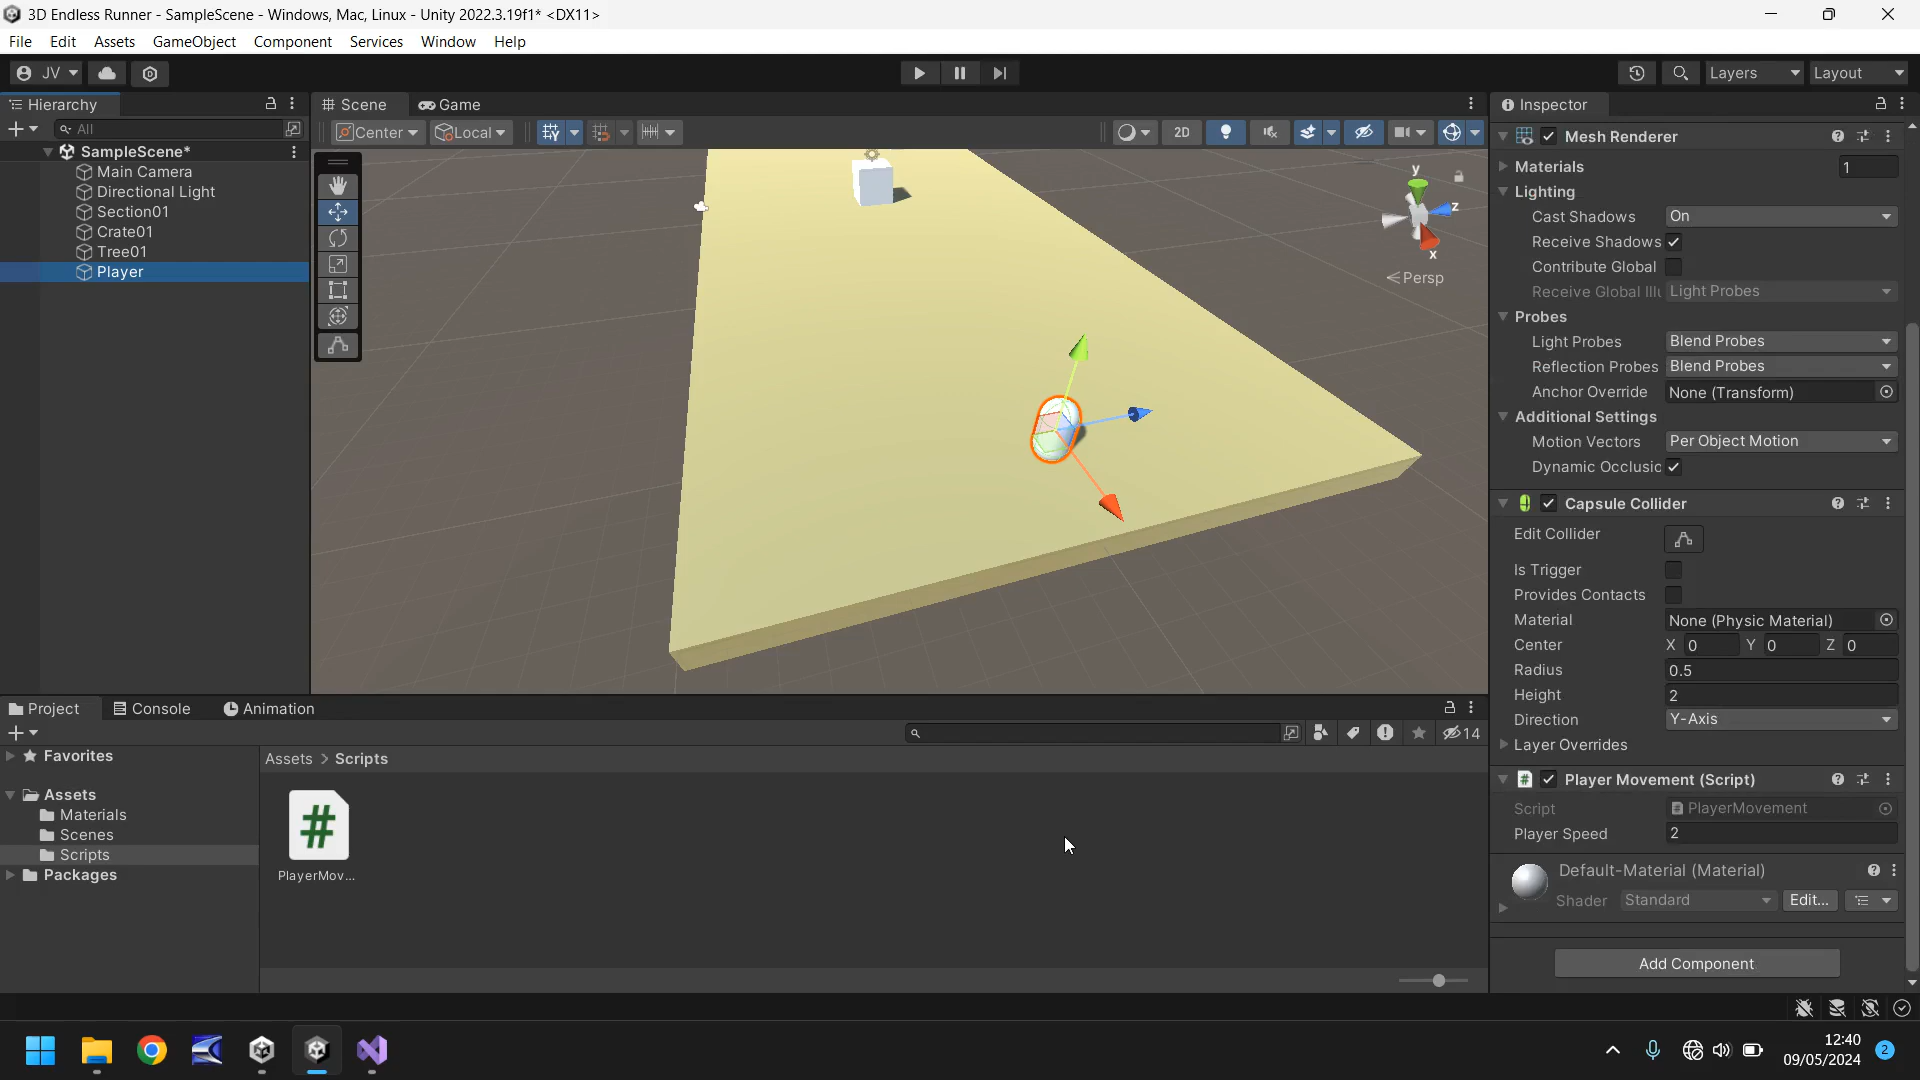 3D Endless Runner - SampleScene - Windows, Mac, Linux - Unity 2022.3.19f1* <DX11>
File Edit Assets GameObject Component Services Window Help
JV Layers Layout
Hierarchy
All
SampleScene*
Main Camera
Directional Light
Section01
Crate01
Tree01
Player
Scene Game
Center Local 2D
y
z
x
Persp
Inspector
Mesh Renderer
Materials 1
Lighting
Cast Shadows On
Receive Shadows
Contribute Global
Receive Global Illu Light Probes
Probes
Light Probes Blend Probes
Reflection Probes Blend Probes
Anchor Override None (Transform)
Additional Settings
Motion Vectors Per Object Motion
Dynamic Occlusic
Capsule Collider
Edit Collider
Is Trigger
Provides Contacts
Material None (Physic Material)
Center X 0 Y 0 Z 0
Radius 0.5
Height 2
Direction Y-Axis
Layer Overrides
# Player Movement (Script)
Script PlayerMovement
Player Speed 2
Default-Material (Material)
Shader Standard Edit...
Add Component
Project Console Animation
14
Favorites
Assets
Materials
Scenes
Scripts
Packages
Assets > Scripts
#
PlayerMov...
12:40
09/05/2024
2